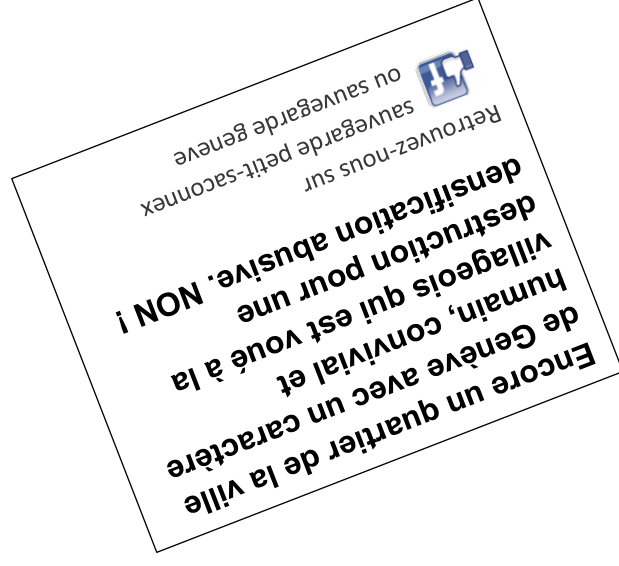 Encore un quartier de la ville
de Genève avec un caractère
humain, convivial et
villageois qui est voué à la
destruction pour une
densification abusive. NON !
Retrouvez-nous sur
sauvegarde petit-saconnex
ou sauvegarde geneve